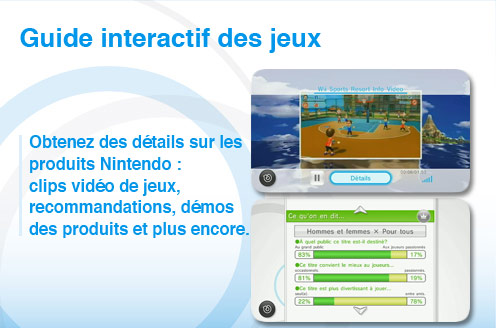 Guide interactif des jeux
Obtenez des détails sur les
produits Nintendo :
clips vidéo de jeux,
recommandations, démos
des produits et plus encore.
Wii Sports Resort Info Video
Détails
Ce qu'on en dit...
Hommes et femmes × Pour tous
À quel public ce titre est-il destiné?
Au grand public Aux joueurs passionnés
83% 17%
Ce titre convient le mieux au joueurs...
occasionnels passionnés
81% 19%
Ce titre est plus divertissant à jouer...
seul(e) entre amis
22% 78%